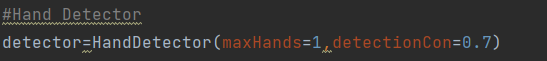 #Hand Detector
detector=HandDetector(maxHands=1,detectionCon=0.7)